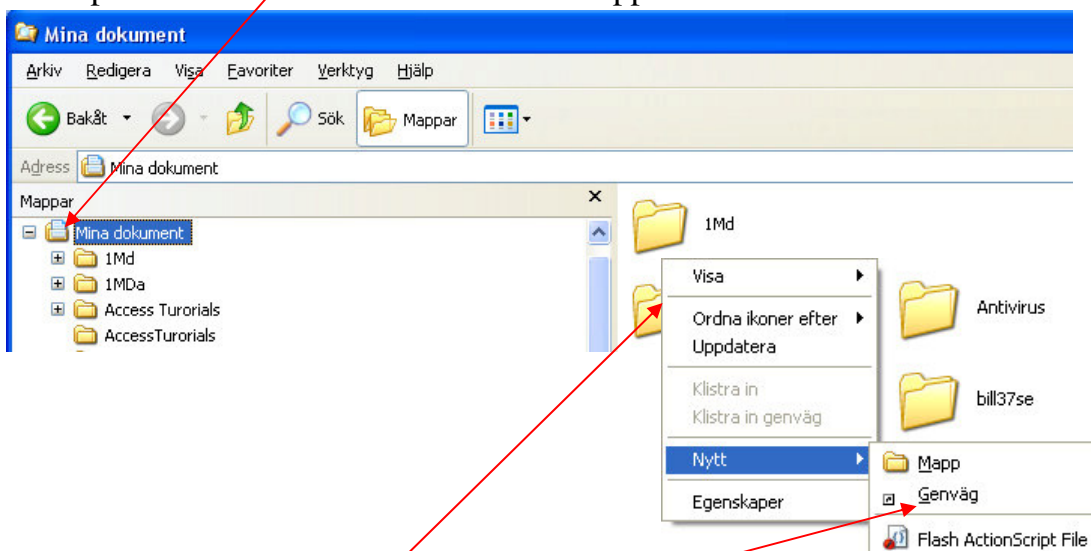 Mina dokument
Arkiv Redigera Visa Favoriter Verktyg Hjälp
Bakåt Sök Mappar
Adress Mina dokument
Mappar
Mina dokument
1Md
1MDa
Access Turorials
AccessTurorials
1Md
Antivirus
bill37se
Visa
Ordna ikoner efter
Uppdatera
Klistra in
Klistra in genväg
Nytt
Egenskaper
Mapp
Genväg
Flash ActionScript File